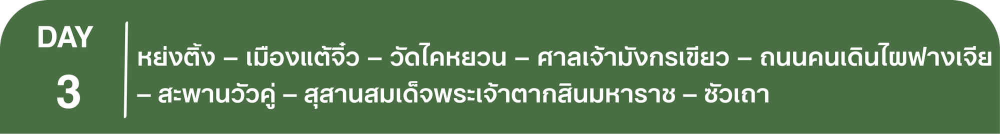 DAY
3
หย่งติ้ง – เมืองแต้จิ๋ว – วัดไคหยวน – ศาลเจ้ามังกรเขียว – ถนนคนเดินไผฟางเจีย
– สะพานวัวคู่ – สุสานสมเด็จพระเจ้าตากสินมหาราช – ซัวเถา